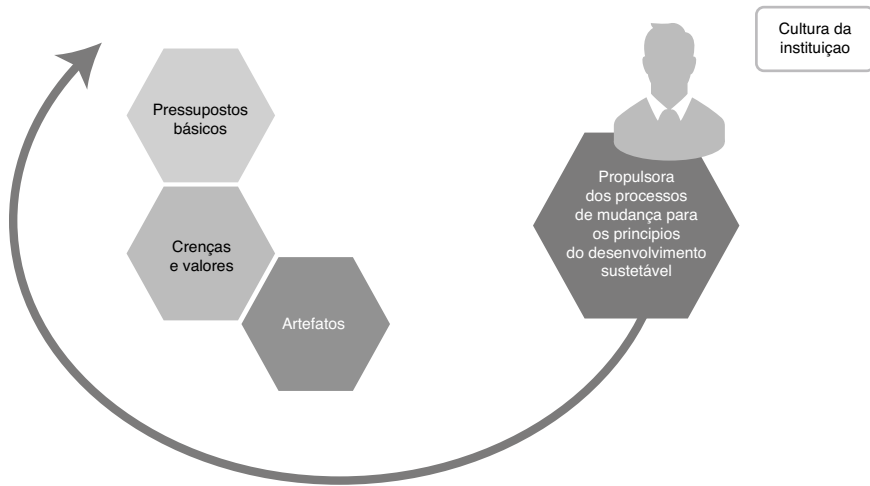 Cultura da
instituiçao
Pressupostos
básicos
Propulsora
dos processos
de mudança para
os principios
do desenvolvimento
sustetável
Crenças
e valores
Artefatos